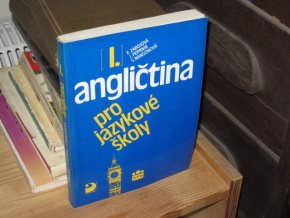 I.
angličtina
pro
jazykové
školy